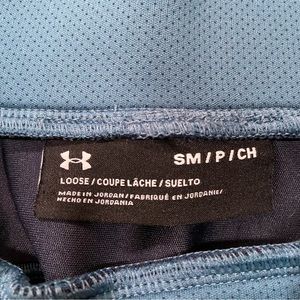 SM / P / CH
LOOSE / COUPE LÂCHE / SUELTO
MADE IN JORDAN / FABRIQUÉ EN JORDANIE /
HECHO EN JORDANIA